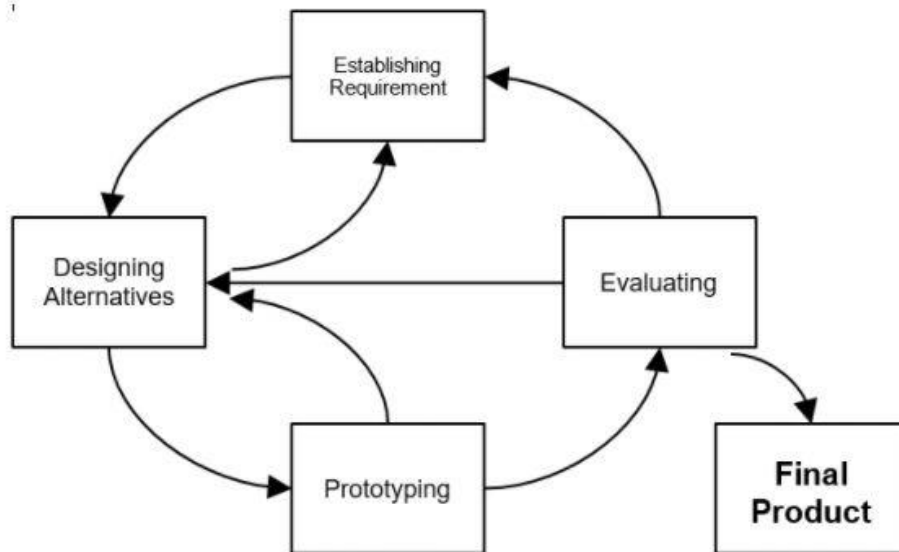 Establishing
Requirement
Designing
Alternatives
Evaluating
Prototyping
Final
Product